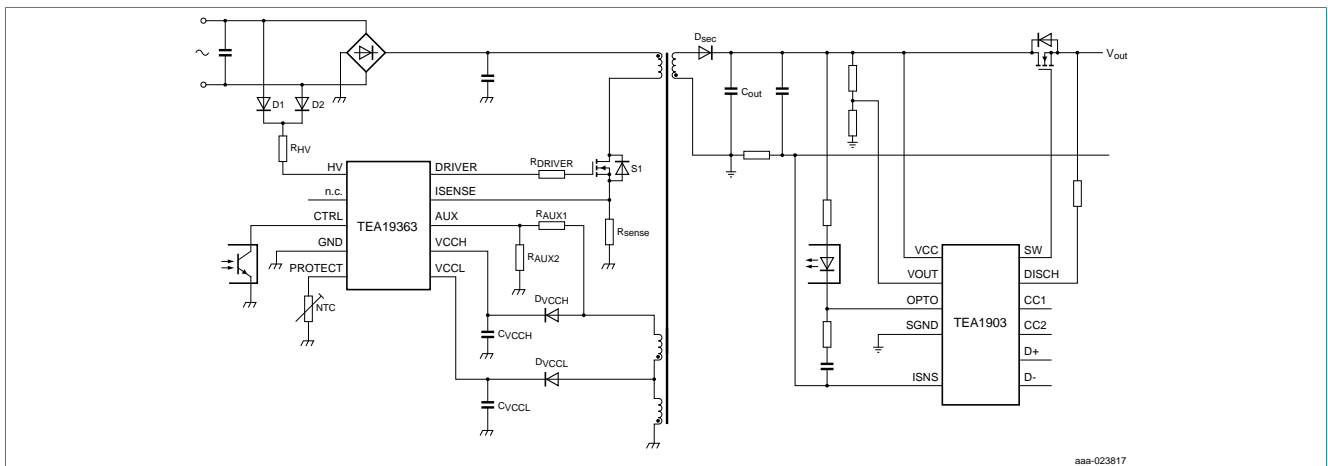 D1
D2
RHV
HV
n.c.
CTRL
GND
PROTECT
NTC
TEA19363
DRIVER
ISENSE
AUX
VCCH
VCCL
RDRIVER
S1
Rsense
RAUX1
RAUX2
DVCCH
CVCCH
DVCCL
CVCCL
Dsec
Cout
Vout
VCC
VOUT
OPTO
SGND
ISNS
TEA1903
SW
DISCH
CC1
CC2
D+
D-
aaa-023817